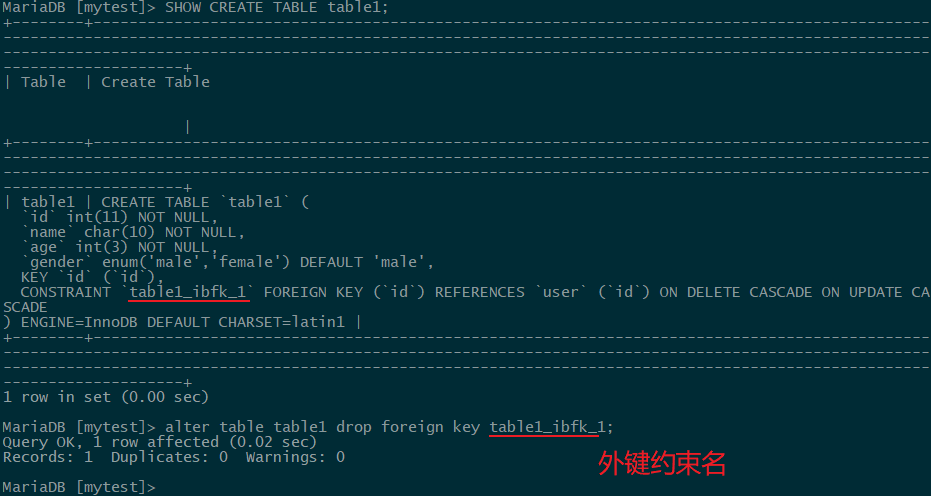 MariaDB [mytest]> SHOW CREATE TABLE table1;
+--------+---------------------------------------------------------------------------------------------
--------------------------------------------------------------------------------------------------------
--------------------------------------------------------------------------------------------------------
--------------------+
| Table  | Create Table
                    |
+--------+---------------------------------------------------------------------------------------------
--------------------------------------------------------------------------------------------------------
--------------------------------------------------------------------------------------------------------
--------------------+
| table1 | CREATE TABLE `table1` (
  `id` int(11) NOT NULL,
  `name` char(10) NOT NULL,
  `age` int(3) NOT NULL,
  `gender` enum('male','female') DEFAULT 'male',
  KEY `id` (`id`),
  CONSTRAINT `table1_ibfk_1` FOREIGN KEY (`id`) REFERENCES `user` (`id`) ON DELETE CASCADE ON UPDATE CA
SCADE
) ENGINE=InnoDB DEFAULT CHARSET=latin1 |
+--------+---------------------------------------------------------------------------------------------
--------------------------------------------------------------------------------------------------------
--------------------------------------------------------------------------------------------------------
--------------------+
1 row in set (0.00 sec)
MariaDB [mytest]> alter table table1 drop foreign key table1_ibfk_1;
Query OK, 1 row affected (0.02 sec)
Records: 1  Duplicates: 0  Warnings: 0
外键约束名
MariaDB [mytest]>